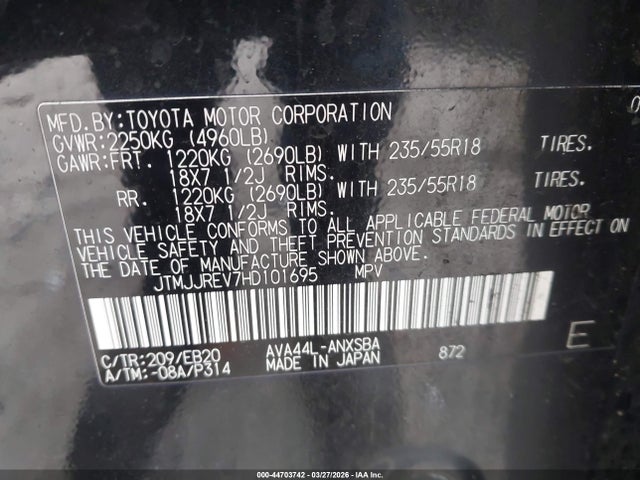 MFD.BY:TOYOTA MOTOR CORPORATION
GVWR:2250KG (4960LB)
GAWR:FRT. 1220KG (2690LB) WITH 235/55R18 TIRES.
18X7 1/2J RIMS.
RR. 1220KG (2690LB) WITH 235/55R18 TIRES.
18X7 1/2J RIMS.
THIS VEHICLE CONFORMS TO ALL APPLICABLE FEDERAL MOTOR
VEHICLE SAFETY AND THEFT PREVENTION STANDARDS IN EFFECT ON
THE DATE OF MANUFACTURE SHOWN ABOVE.
JTMJJREV7HD101695 MPV
C/TR:209/EB20 AVA44L-ANXSBA 872 E
A/TM:-08A/P314 MADE IN JAPAN
000-44703742 — 03/27/2026 — IAA Inc.